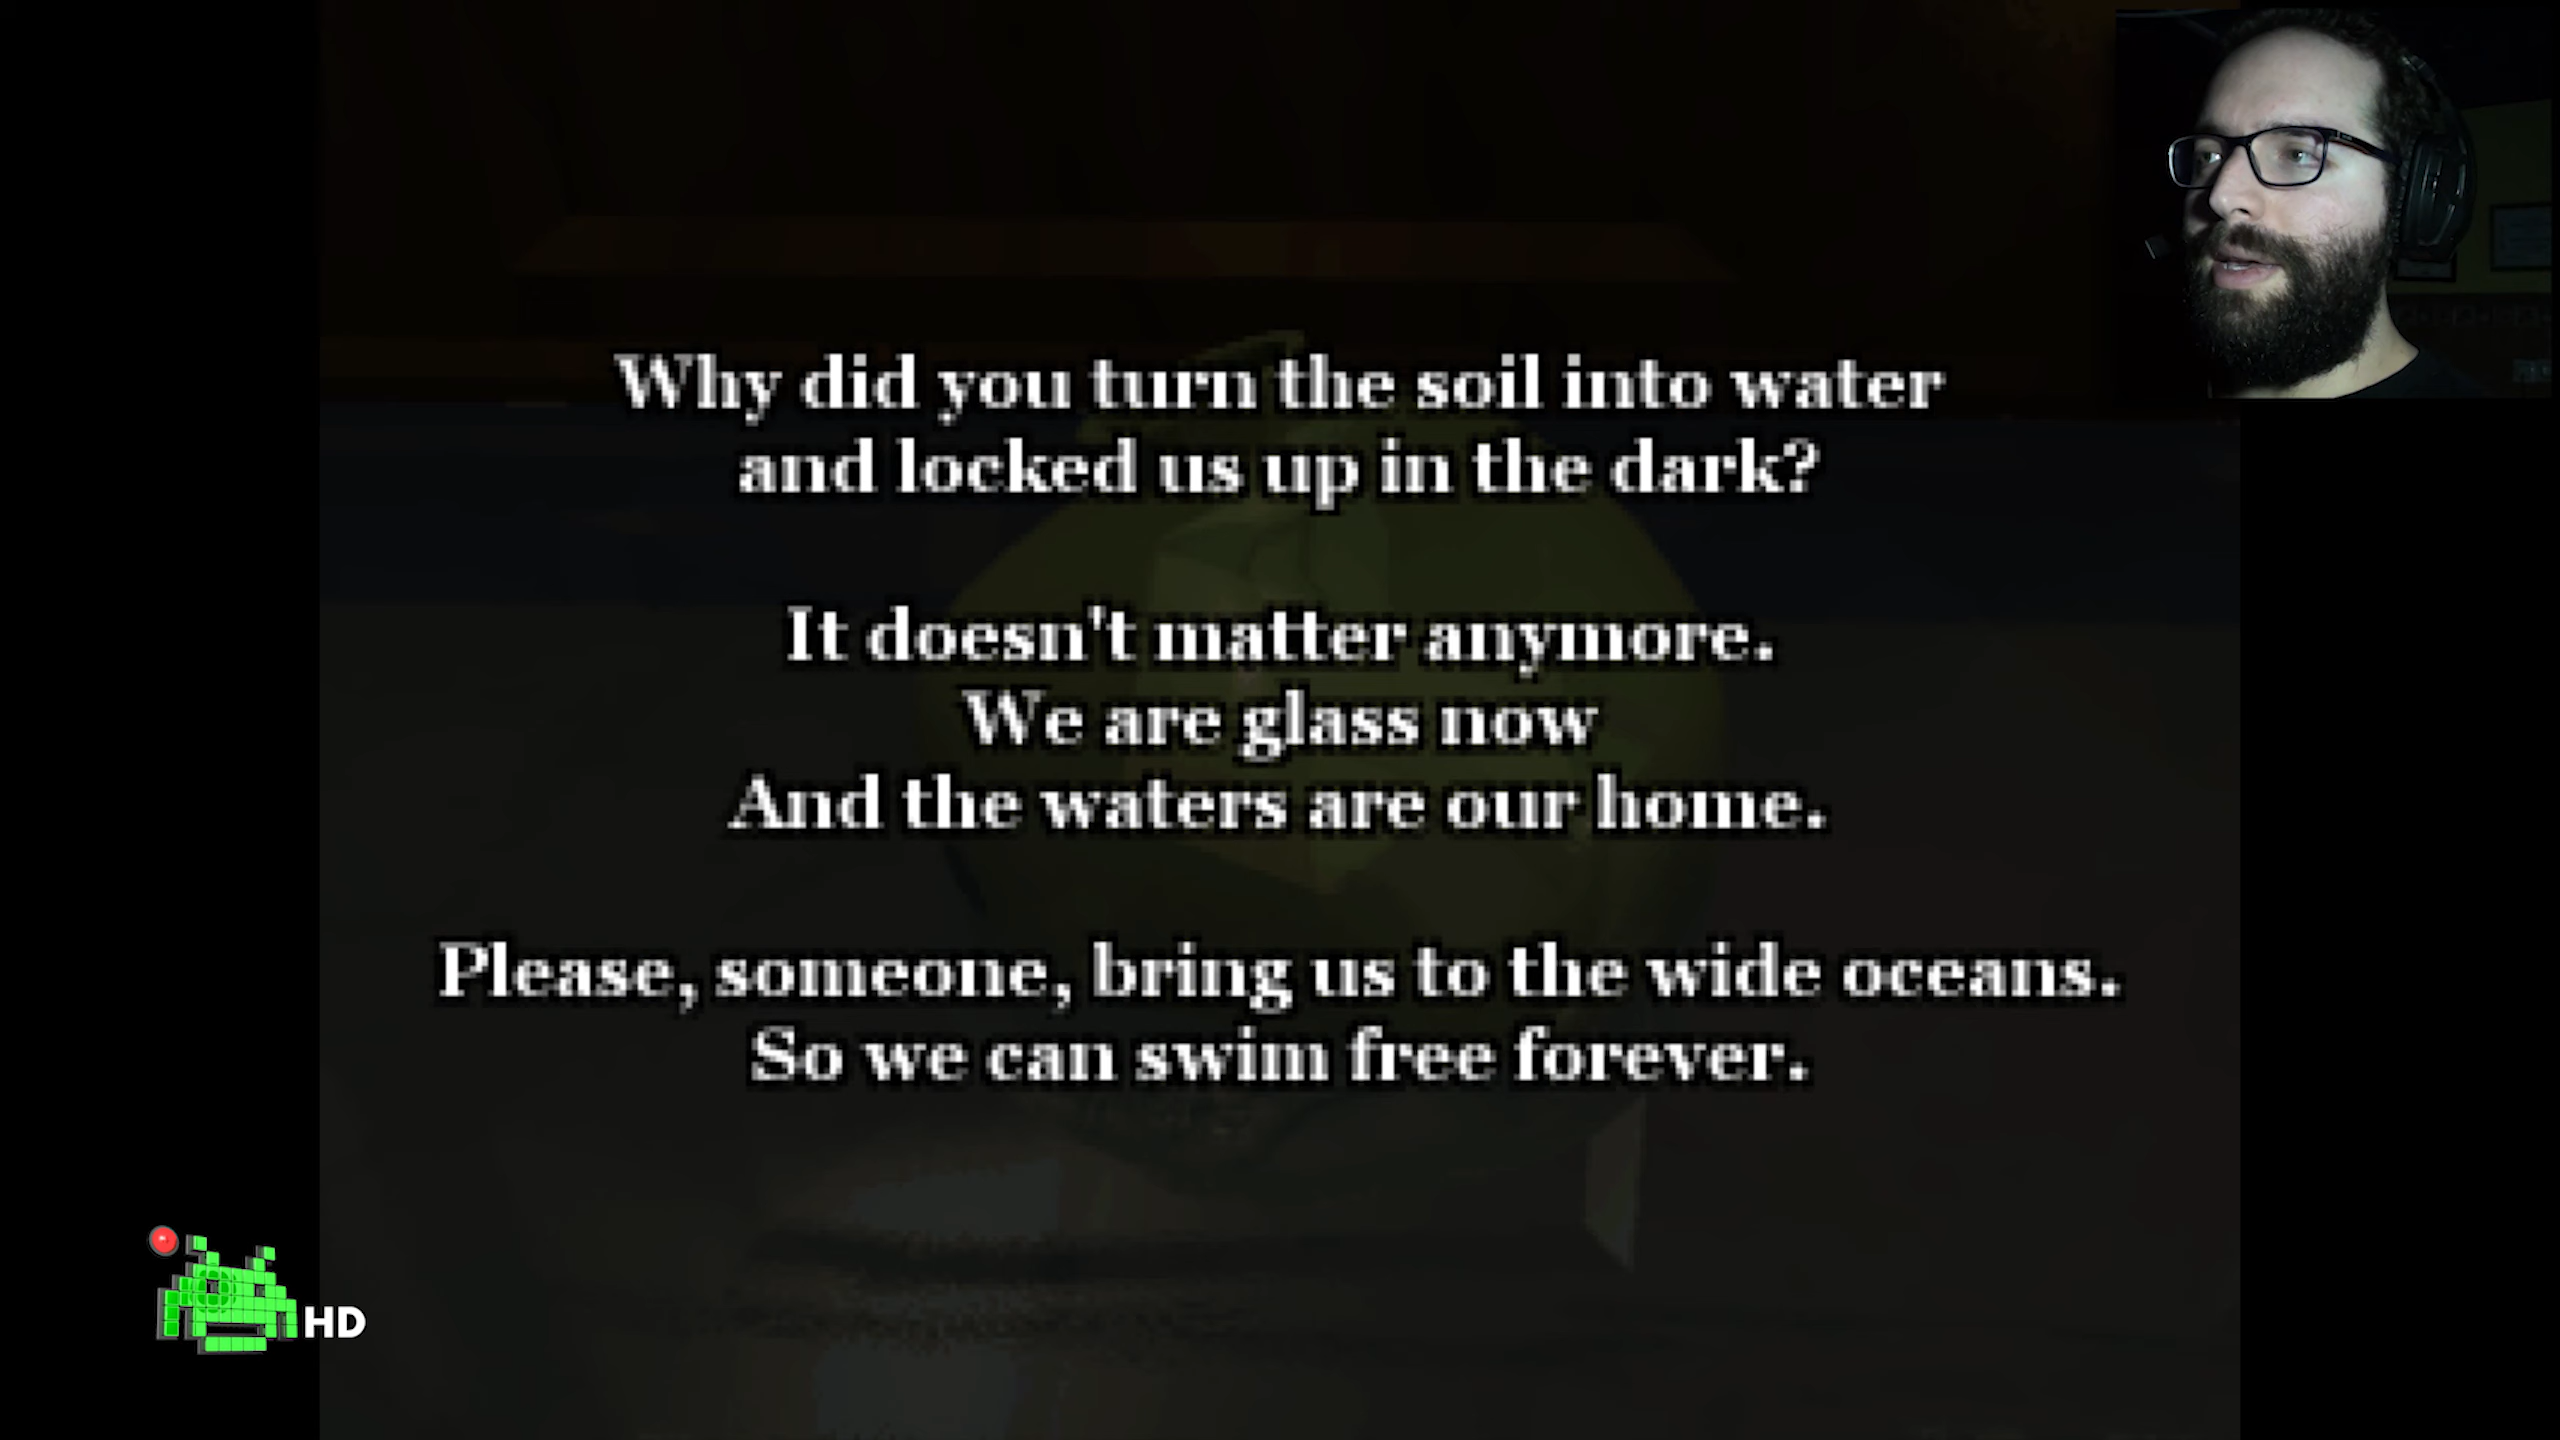 Why did you turn the soil into water
and locked us up in the dark?
It doesn't matter anymore.
We are glass now
And the waters are our home.
Please, someone, bring us to the wide oceans.
So we can swim free forever.
HD